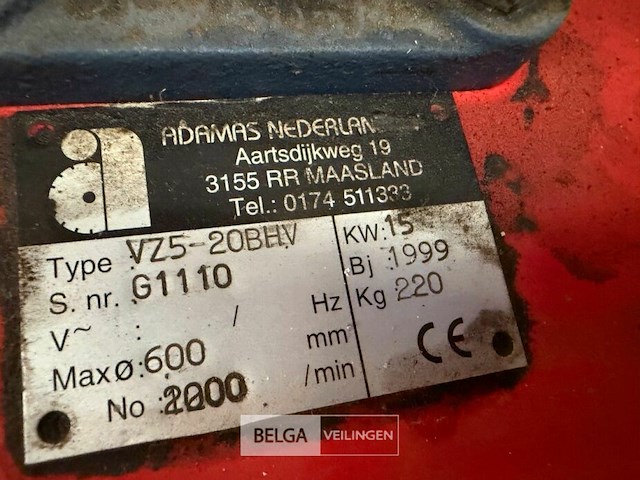 ADAMAS NEDERLAN
Aartsdijkweg 19
3155 RR MAASLAND
Tel.: 0174 511333
Type VZ5-20BHV
KW: 15
S. nr. G1110
Bj 1999
V~ : / Hz
Kg 220
Max ø: 600 mm
No : 2000 /min
CE
BELGA VEILINGEN